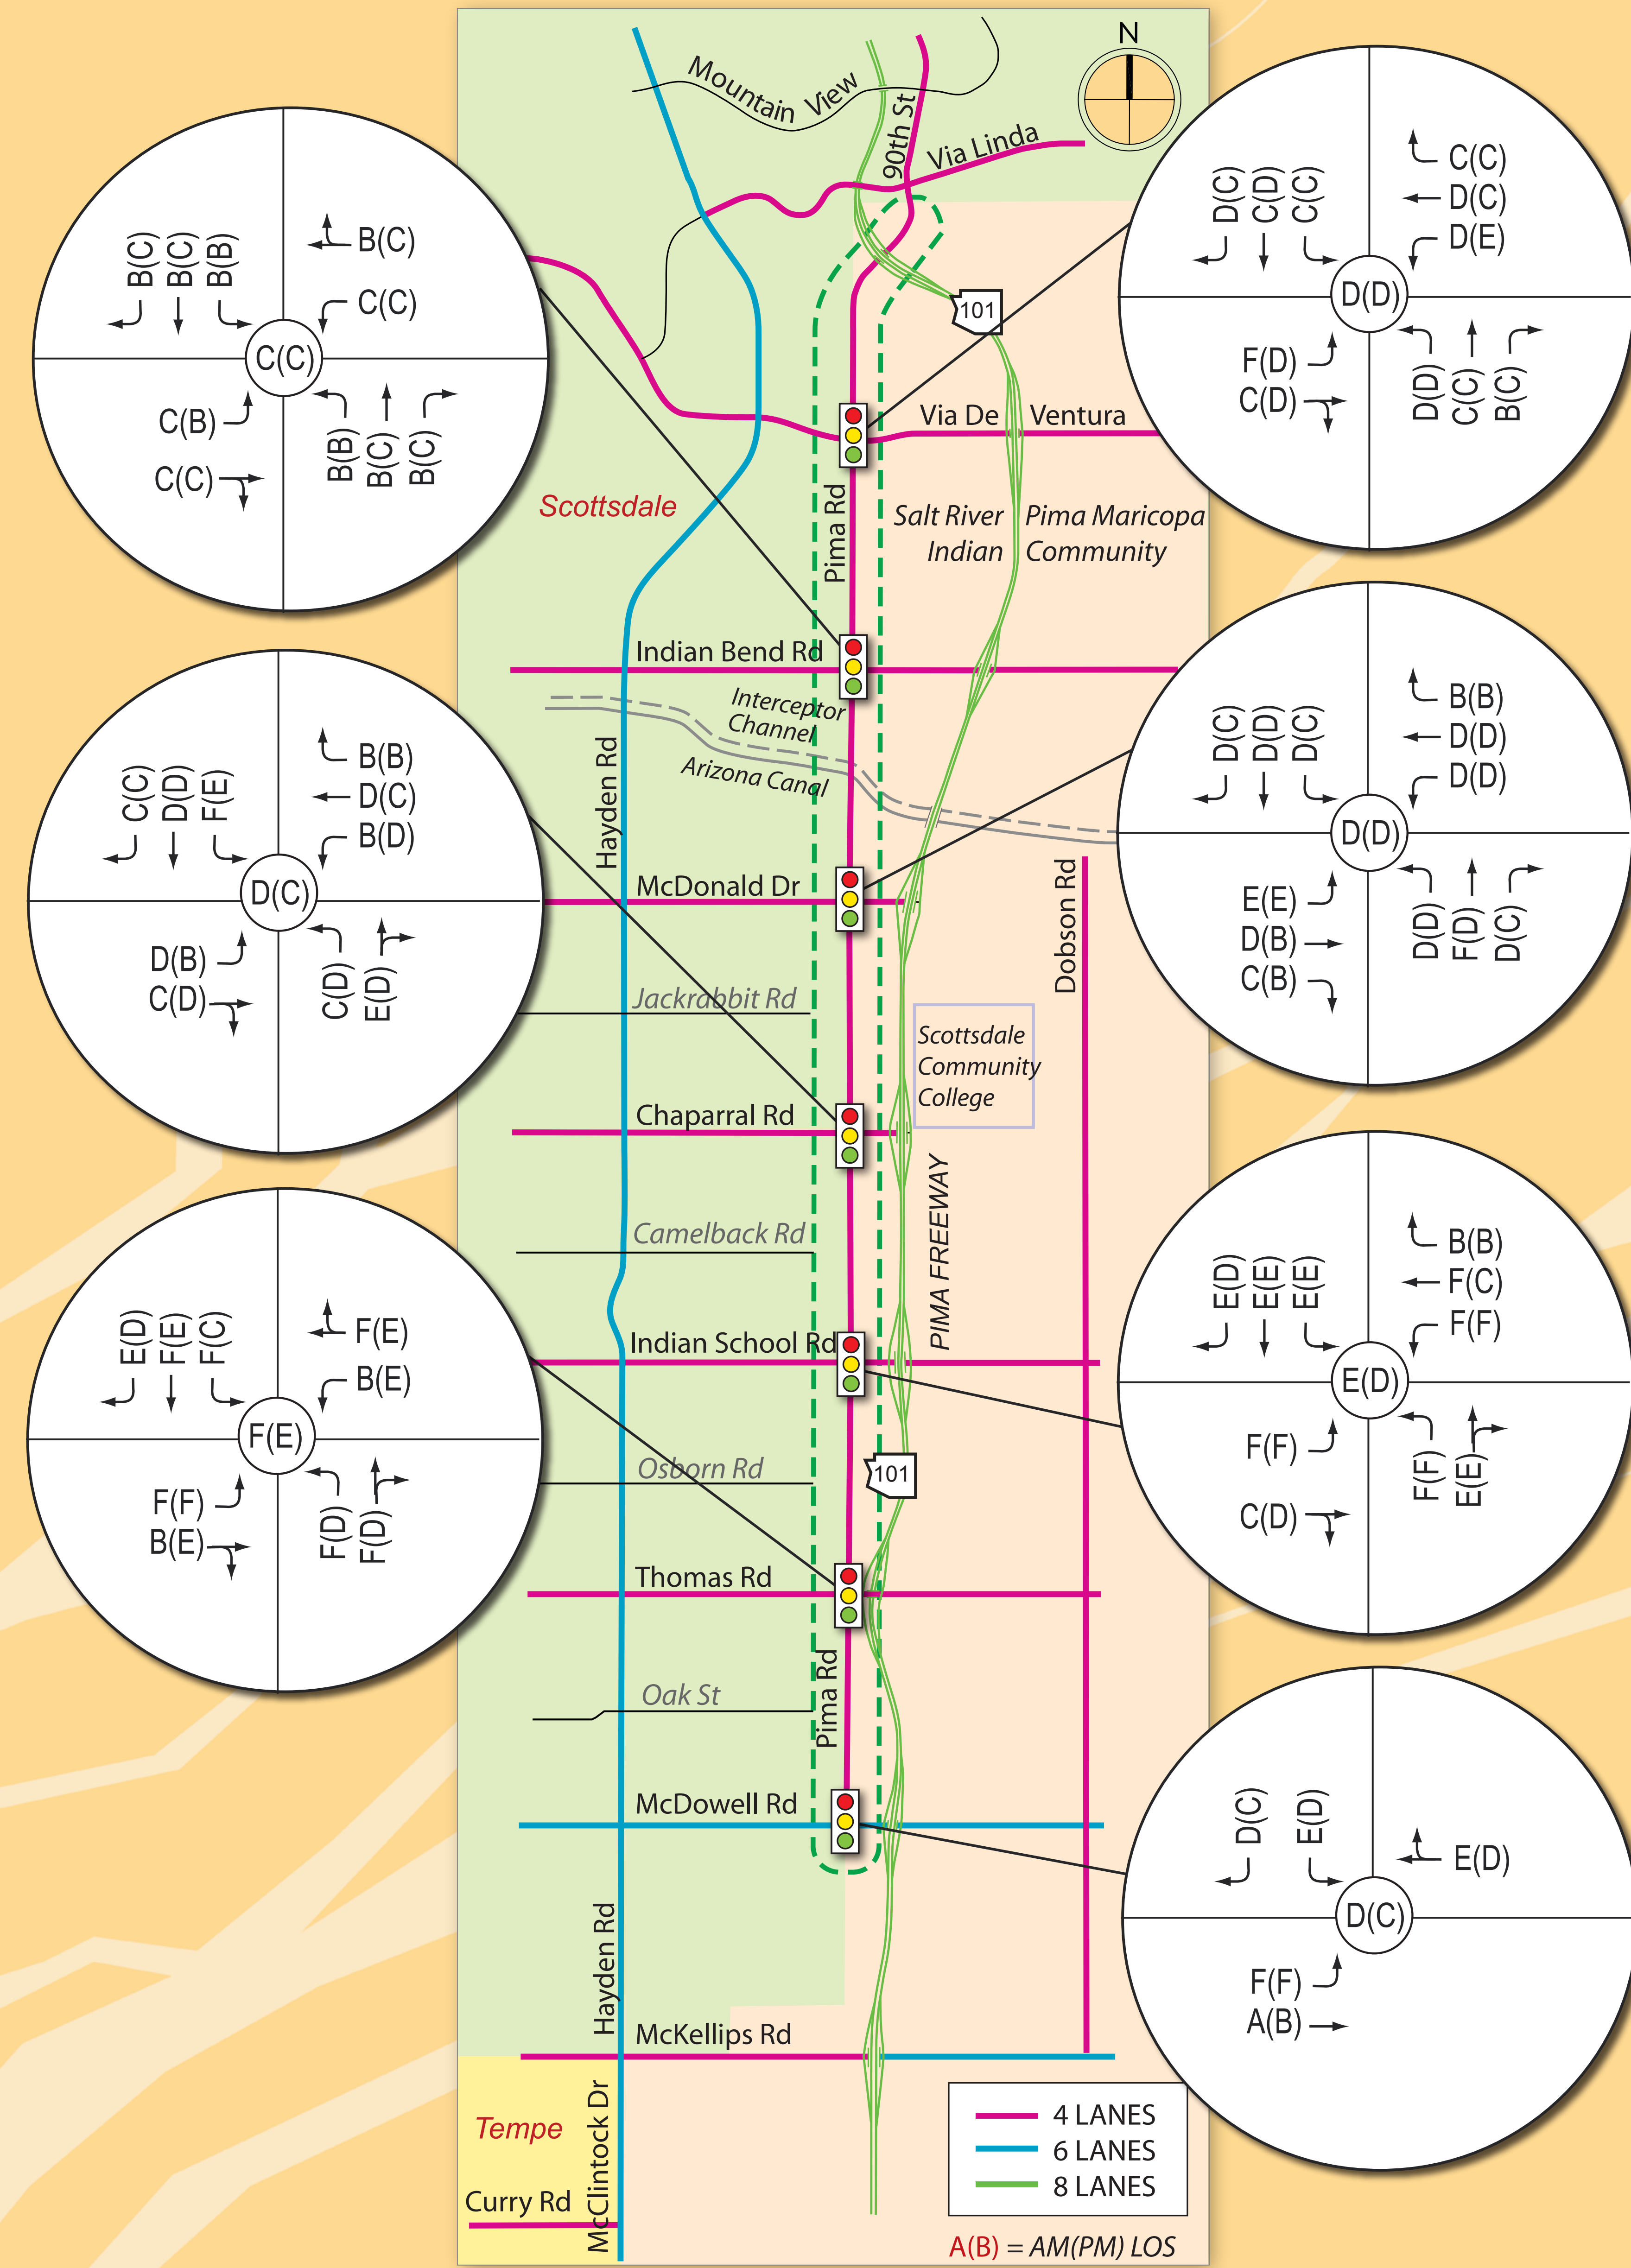 N
Mountain View
90th St
Via Linda
101
Via De Ventura
Scottsdale
Pima Rd
Salt River Pima Maricopa
Indian Community
Indian Bend Rd
Interceptor
Channel
Arizona Canal
Hayden Rd
McDonald Dr
Dobson Rd
Jackrabbit Rd
Scottsdale
Community
College
Chaparral Rd
PIMA FREEWAY
Camelback Rd
Indian School Rd
101
Osborn Rd
Thomas Rd
Pima Rd
Oak St
McDowell Rd
Hayden Rd
McKellips Rd
Tempe
McClintock Dr
Curry Rd
4 LANES
6 LANES
8 LANES
A(B) = AM(PM) LOS
B(C) B(C) B(B)
B(C)
C(C)
C(C)
C(B)
C(C)
B(B) B(C) B(C)
C(C) D(D) F(E)
B(B)
D(C)
B(D)
D(C)
D(B)
C(D)
C(D) E(D)
E(D) F(E) F(C)
F(E)
B(E)
F(E)
F(F)
B(E)
F(D) F(D)
D(C) C(D) C(C)
C(C)
D(C)
D(E)
D(D)
F(D)
C(D)
D(D) C(C) B(C)
D(C) D(D) D(C)
B(B)
D(D)
D(D)
D(D)
E(E)
D(B)
C(B)
D(D) F(D) D(C)
E(D) E(E) E(E)
B(B)
F(C)
F(F)
E(D)
F(F)
C(D)
F(F) E(E)
D(C) E(D)
E(D)
D(C)
F(F)
A(B)